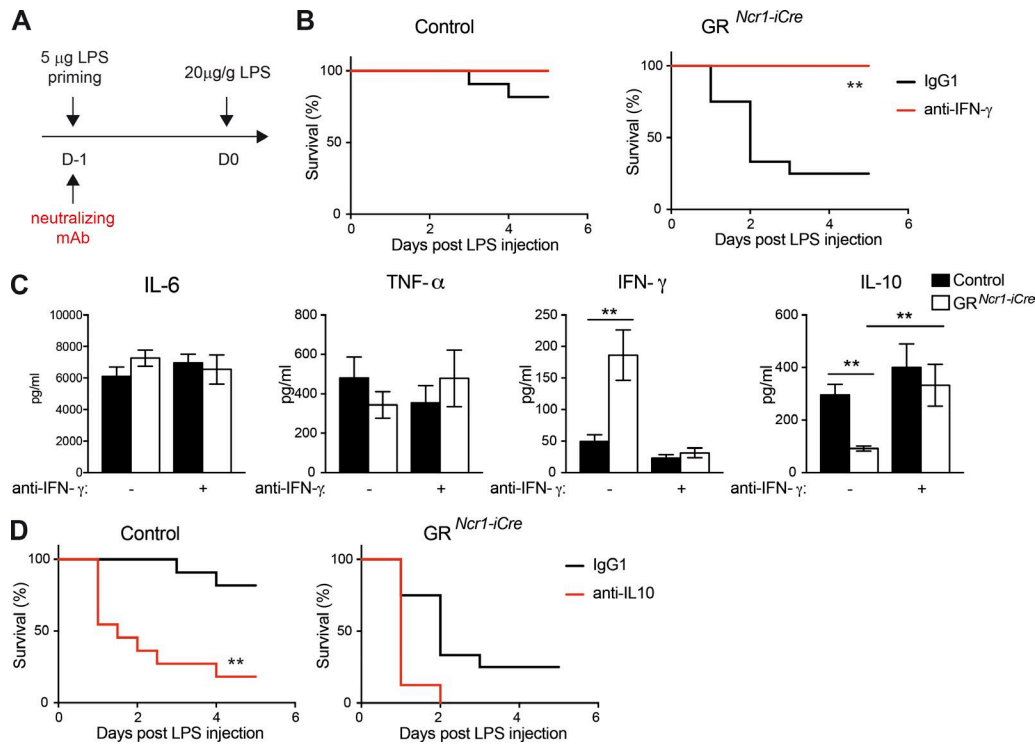 A
5 μg LPS
priming
20μg/g LPS
D-1
D0
neutralizing
mAb
B
Control
GR Ncr1-iCre
Survival (%)
100
50
0
0 2 4 6
Days post LPS injection
Survival (%)
100
50
0
0 2 4 6
Days post LPS injection
**
IgG1
anti-IFN-γ
C
IL-6
TNF- α
IFN- γ
IL-10
Control
GRNcr1-iCre
pg/ml
10000
8000
6000
4000
2000
0
anti-IFN- γ: - +
pg/ml
800
600
400
200
0
anti-IFN-γ: - +
pg/ml
250
200
150
100
50
0
**
anti-IFN- γ: - +
pg/ml
600
400
200
0
**
**
anti-IFN- γ: - +
D
Control
GR Ncr1-iCre
Survival (%)
100
50
0
0 2 4 6
Days post LPS injection
**
Survival (%)
100
50
0
0 2 4 6
Days post LPS injection
IgG1
anti-IL10